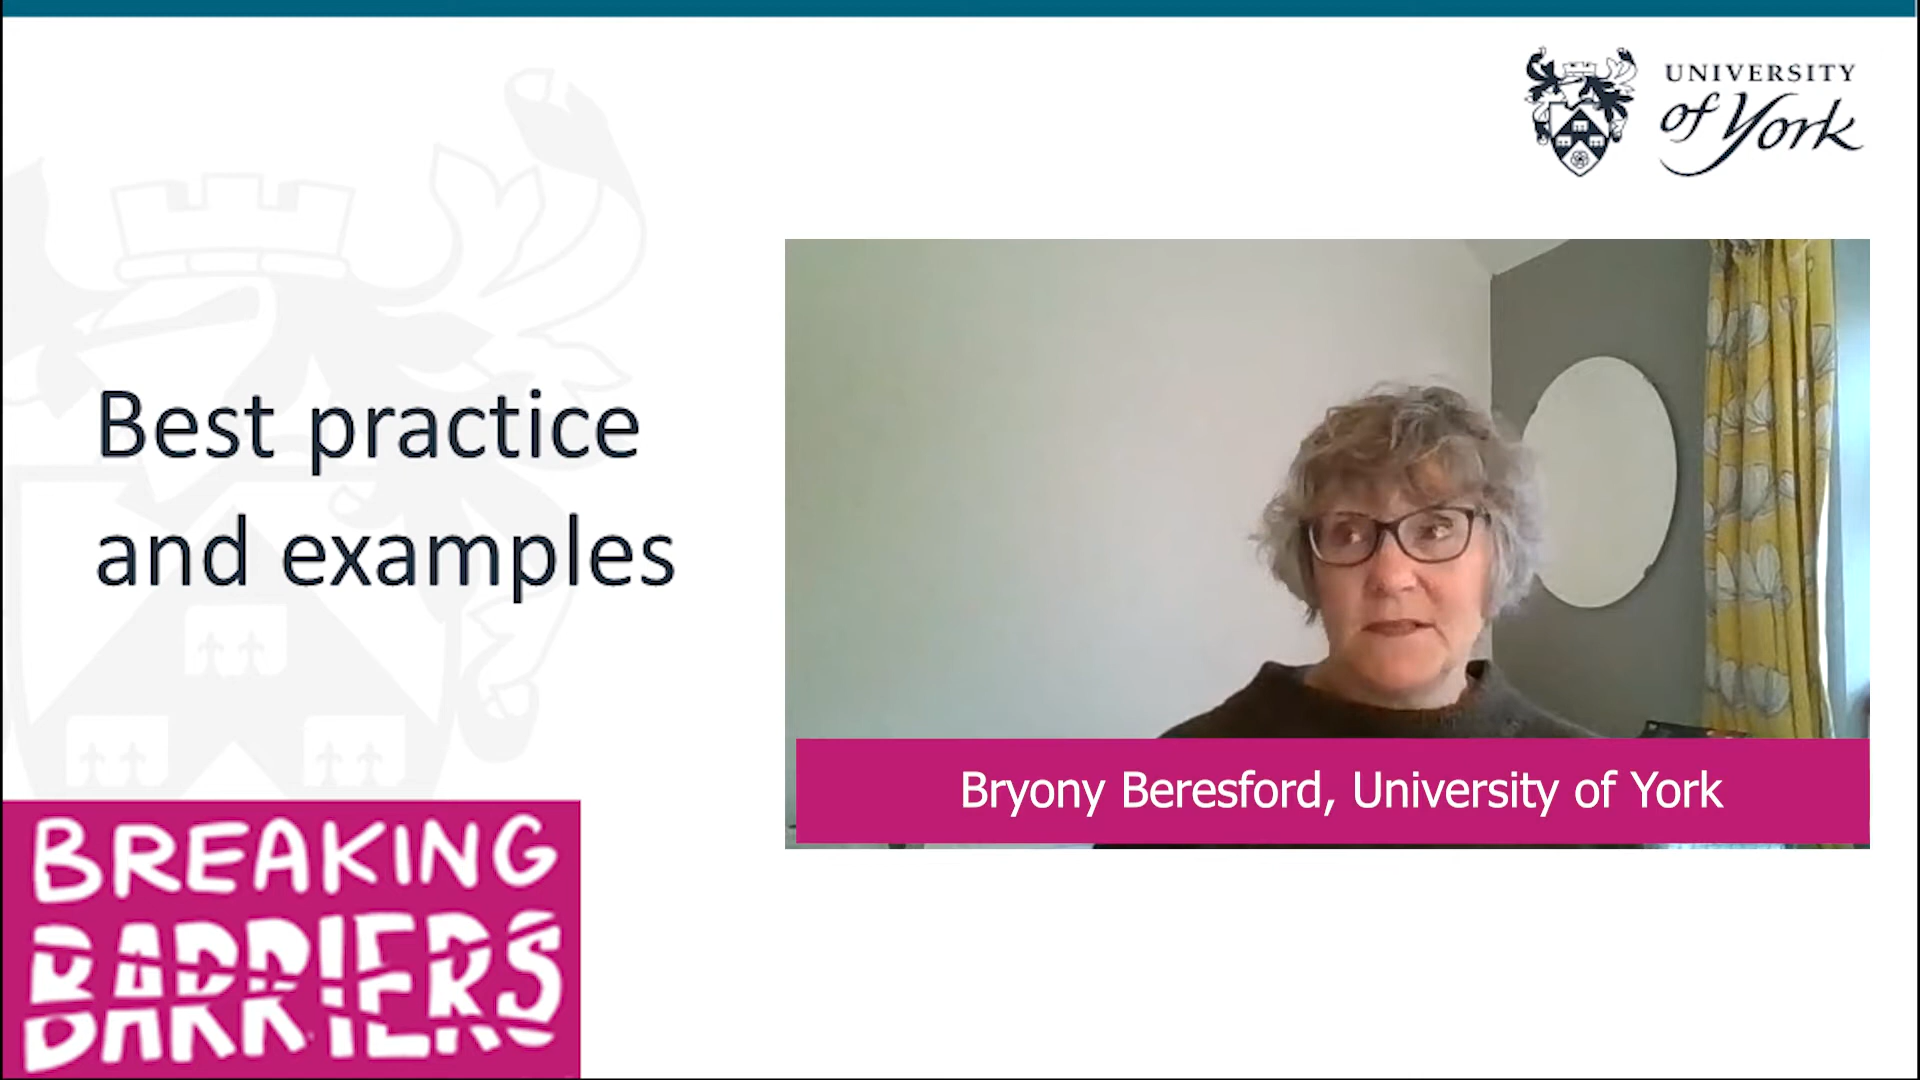 UNIVERSITY
of York
Best practice
and examples
Bryony Beresford, University of York
BREAKING
BARRIERS